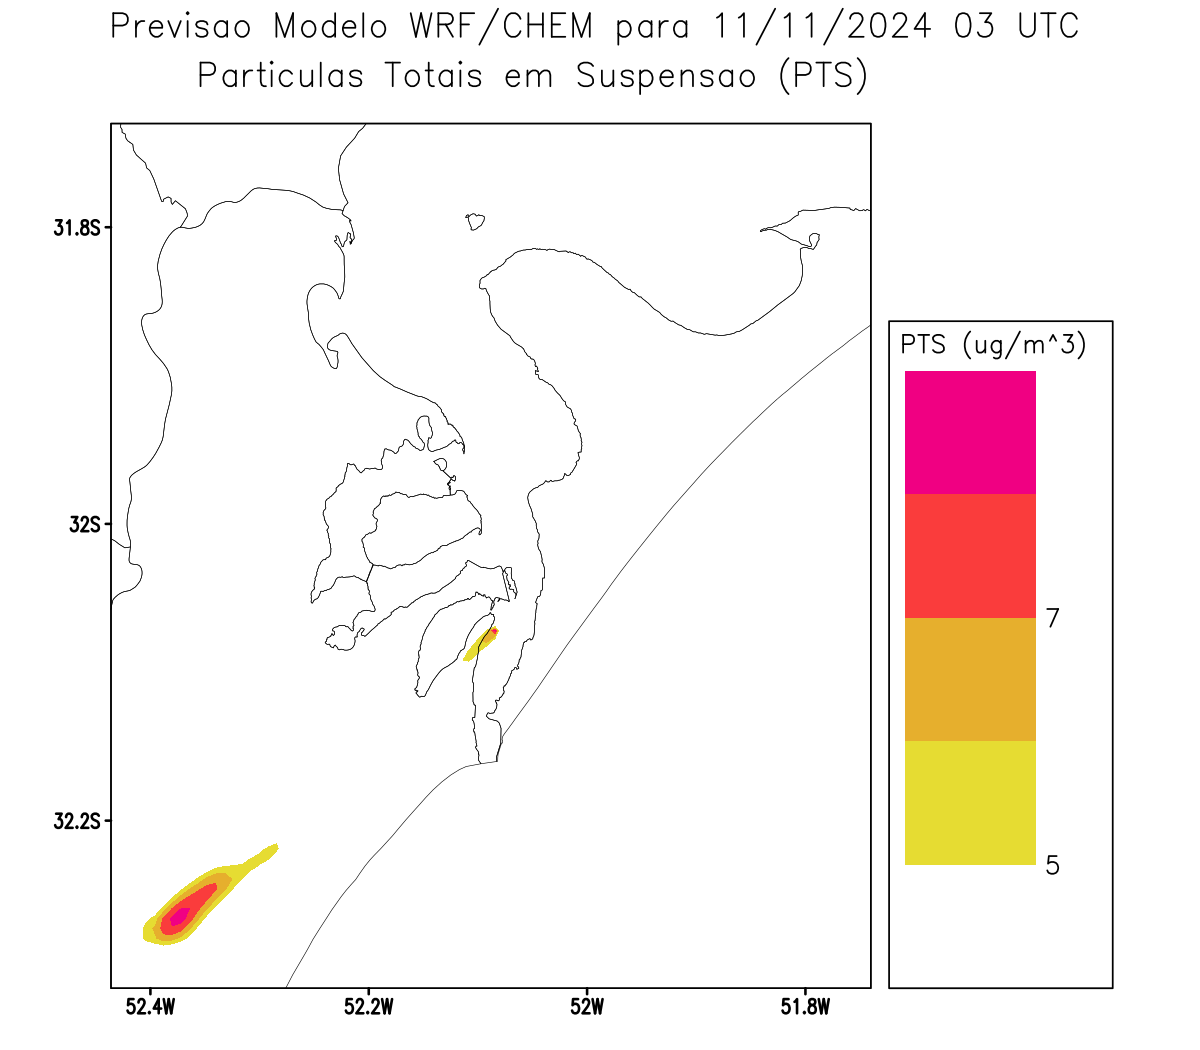 Previsao Modelo WRF/CHEM para 11/11/2024 03 UTC
Particulas Totais em Suspensao (PTS)
31.8S
32S
32.2S
52.4W 52.2W 52W 51.8W
PTS (ug/m^3)
7
5